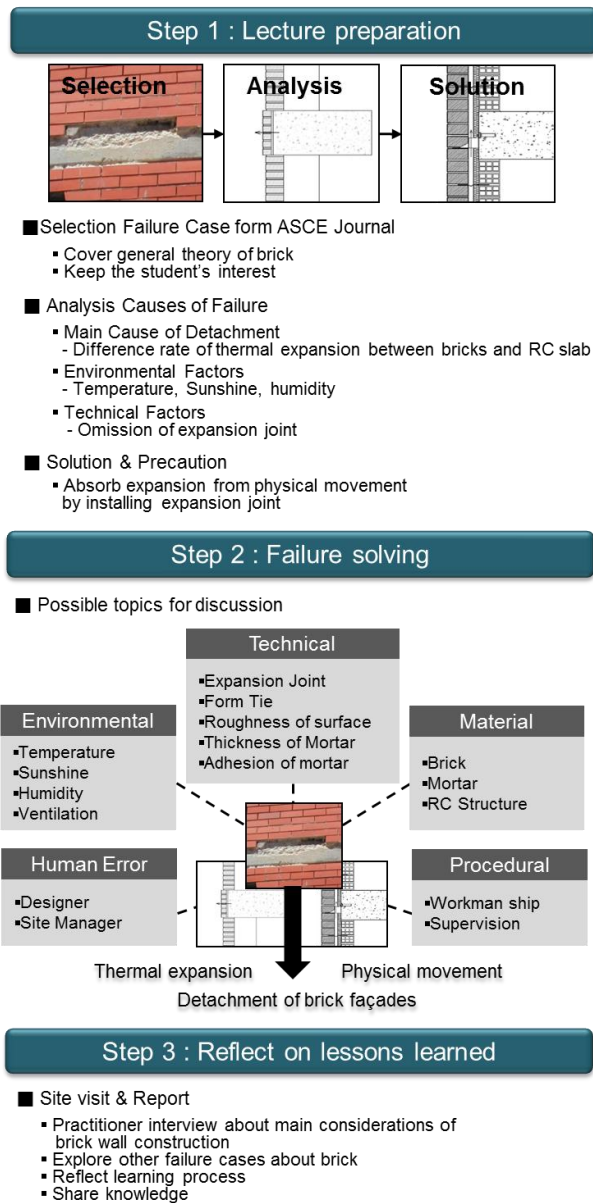 Step 1 : Lecture preparation
Selection
Analysis
Solution
■Selection Failure Case form ASCE Journal
▪ Cover general theory of brick
▪ Keep the student's interest
■ Analysis Causes of Failure
▪ Main Cause of Detachment
- Difference rate of thermal expansion between bricks and RC slab
▪ Environmental Factors
- Temperature, Sunshine, humidity
▪ Technical Factors
- Omission of expansion joint
■ Solution & Precaution
▪ Absorb expansion from physical movement
by installing expansion joint
Step 2 : Failure solving
■ Possible topics for discussion
Technical
▪Expansion Joint
▪Form Tie
▪Roughness of surface
▪Thickness of Mortar
▪Adhesion of mortar
Environmental
▪Temperature
▪Sunshine
▪Humidity
▪Ventilation
Material
▪Brick
▪Mortar
▪RC Structure
Human Error
▪Designer
▪Site Manager
Procedural
▪Workman ship
▪Supervision
Thermal expansion
Physical movement
Detachment of brick façades
Step 3 : Reflect on lessons learned
■ Site visit & Report
▪ Practitioner interview about main considerations of
brick wall construction
▪ Explore other failure cases about brick
▪ Reflect learning process
▪ Share knowledge